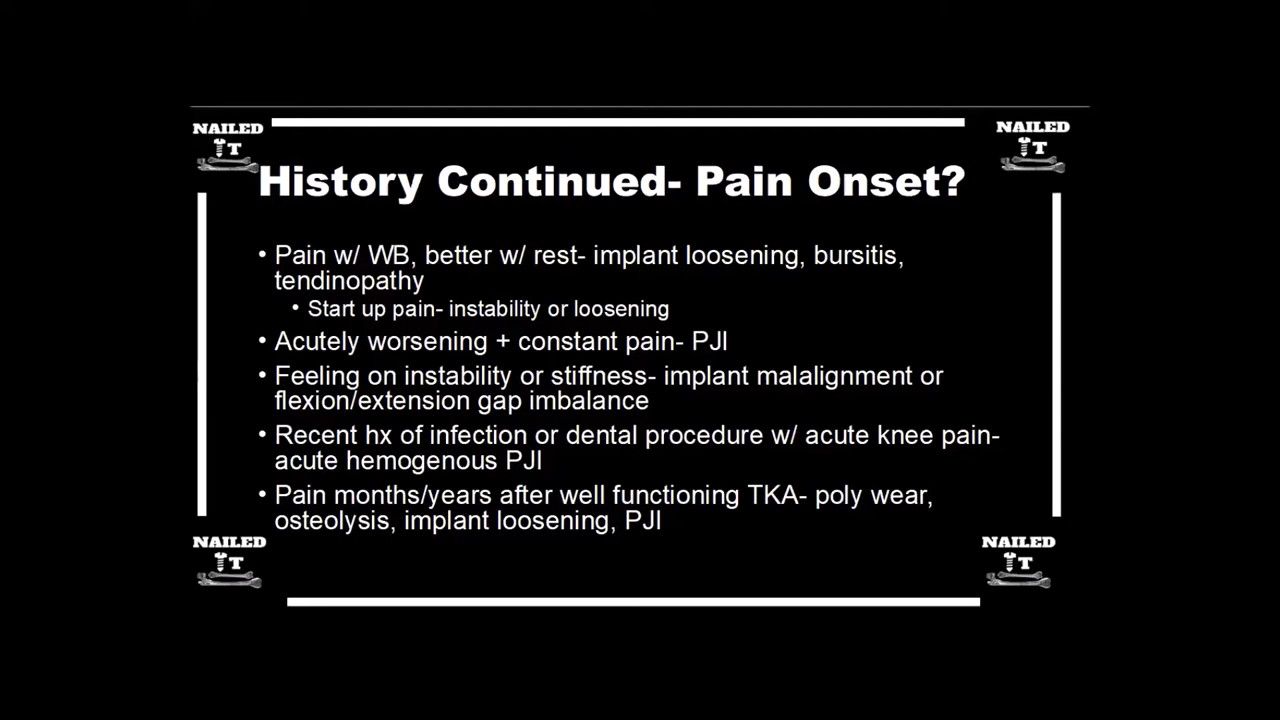 NAILED
IT
NAILED
IT
History Continued- Pain Onset?
• Pain w/ WB, better w/ rest- implant loosening, bursitis,
tendinopathy
• Start up pain- instability or loosening
• Acutely worsening + constant pain- PJI
• Feeling on instability or stiffness- implant malalignment or
flexion/extension gap imbalance
• Recent hx of infection or dental procedure w/ acute knee pain-
acute hemogenous PJI
• Pain months/years after well functioning TKA- poly wear,
osteolysis, implant loosening, PJI
NAILED
IT
NAILED
IT